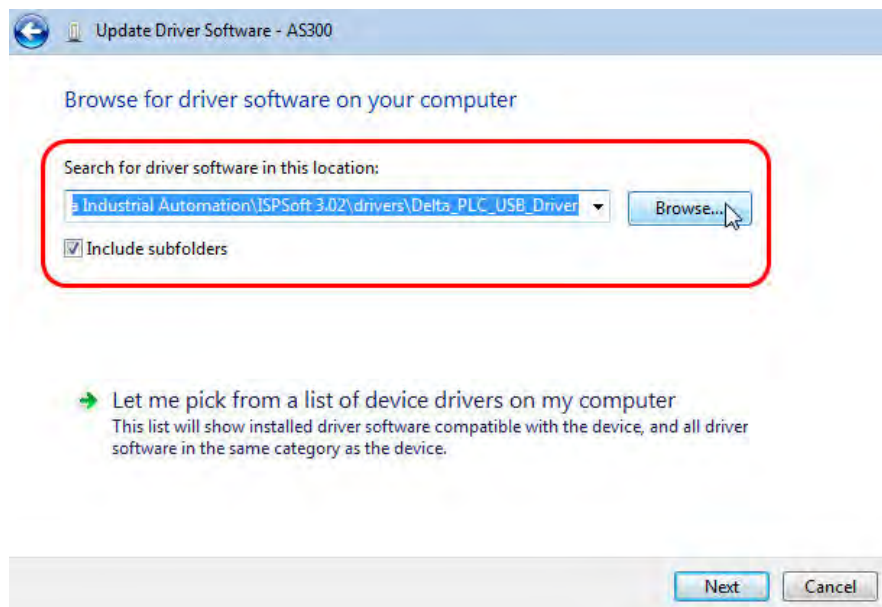 Update Driver Software - AS300
Browse for driver software on your computer
Search for driver software in this location:
a Industrial Automation\ISPSoft 3.02\drivers\Delta_PLC_USB_Driver
Browse...
Include subfolders
Let me pick from a list of device drivers on my computer
This list will show installed driver software compatible with the device, and all driver
software in the same category as the device.
Next
Cancel